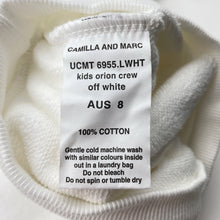 CAMILLA AND MARC
UCMT 6955.LWHT
kids orion crew
off white
AUS 8
100% COTTON
Gentle cold machine wash
with similar colours inside
out in a laundry bag
Do not bleach
Do not spin or tumble dry